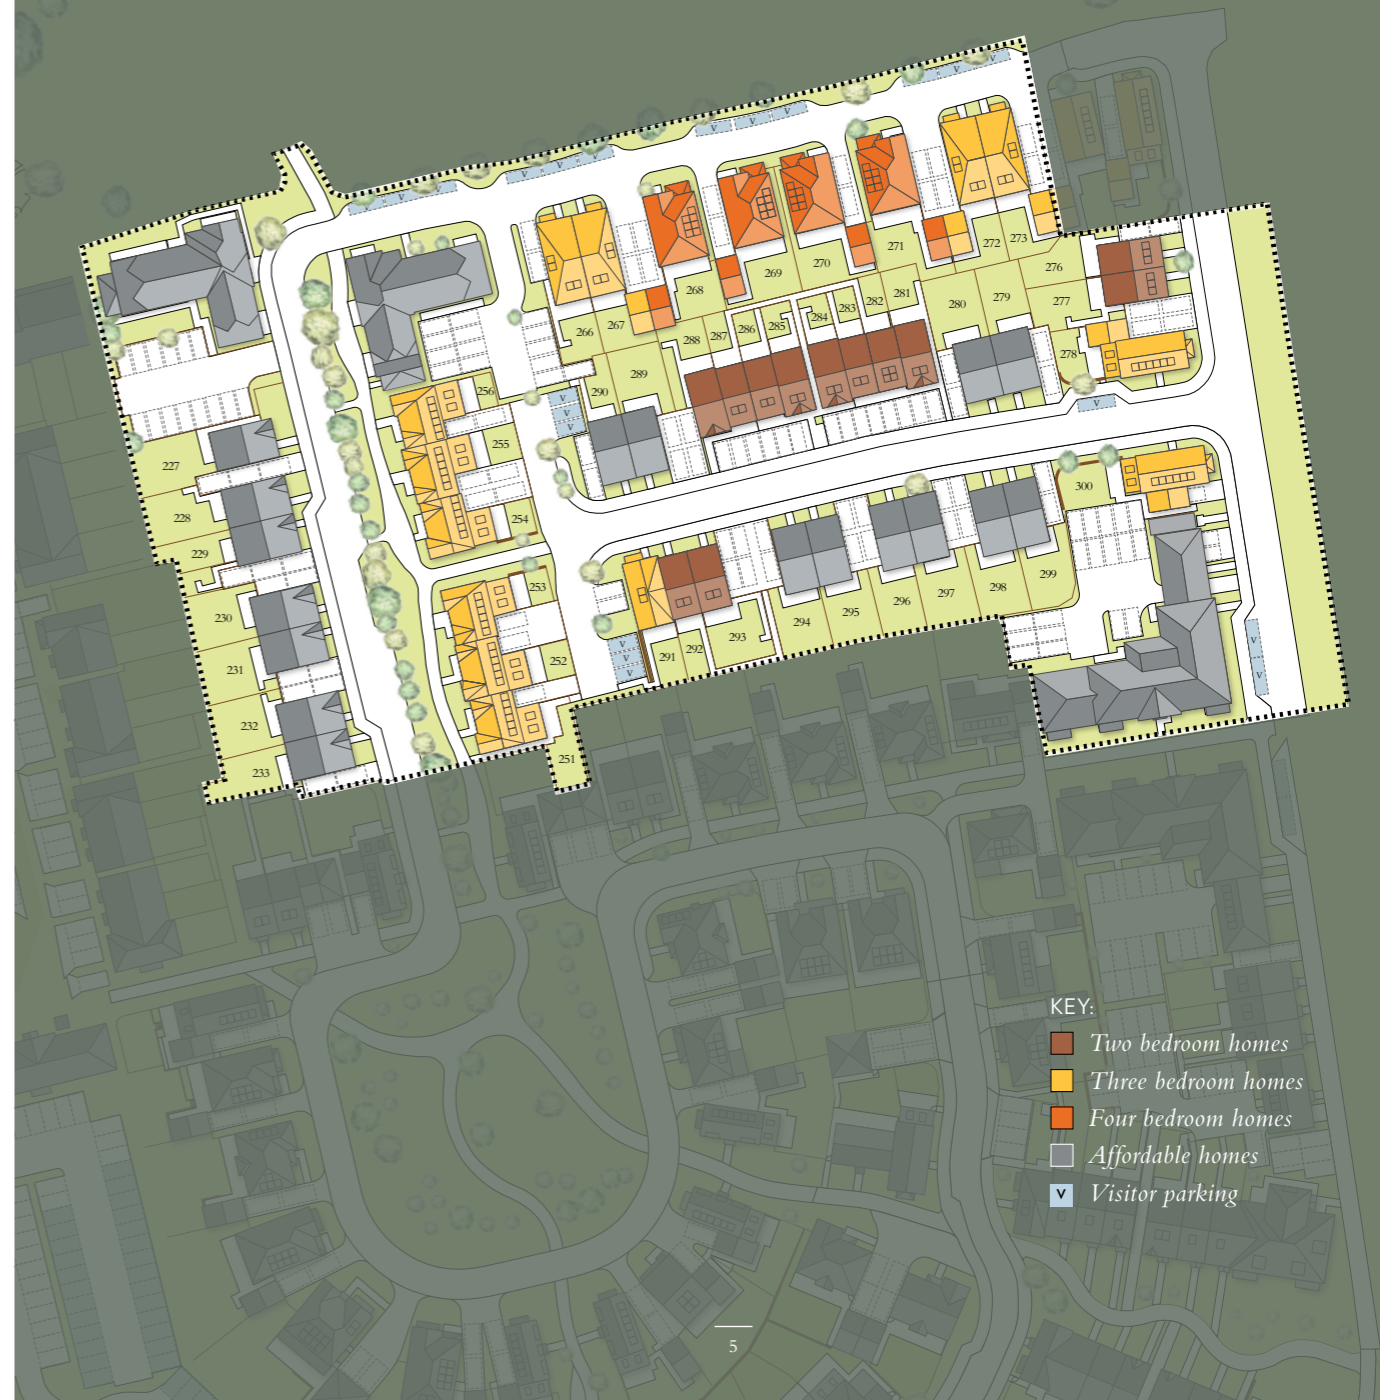 V V V
V V V
V V V
V V V
273
272
271
276
270
269
279
277
280
281
282
268
283
284
285
286
267
266
287
288
278
289
290
256
V
V
V
V
255
227
300
228
254
229
253
299
298
297
296
295
294
230
293
292
291
252
V
V
V
V
V
231
232
251
233
KEY:
Two bedroom homes
Three bedroom homes
Four bedroom homes
Affordable homes
V Visitor parking
5